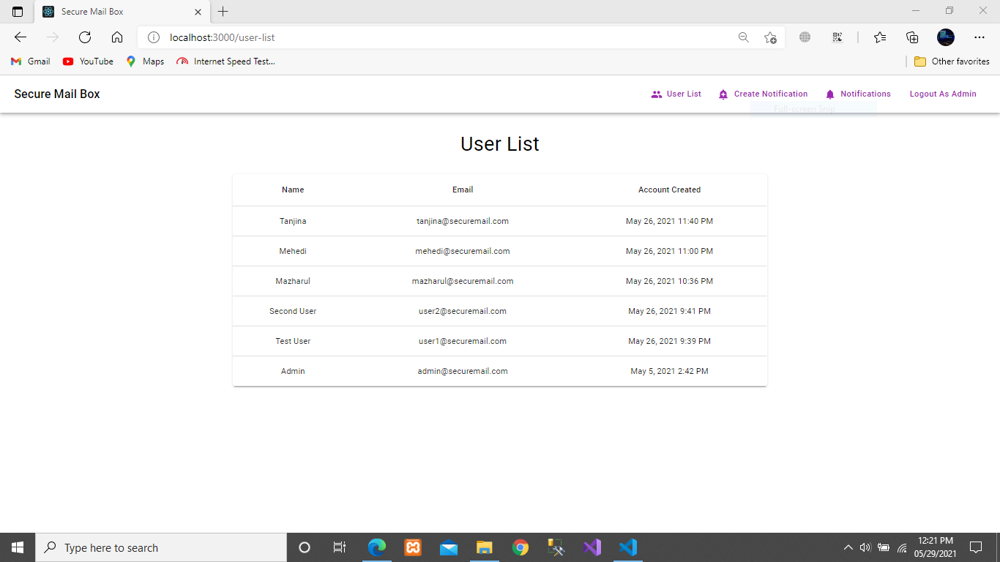 Secure Mail Box
localhost:3000/user-list
Gmail YouTube Maps Internet Speed Test... Other favorites
Secure Mail Box User List Create Notification Notifications Logout As Admin
Full-screen Snip
User List
Name Email Account Created
Tanjina tanjina@securemail.com May 26, 2021 11:40 PM
Mehedi mehedi@securemail.com May 26, 2021 11:00 PM
Mazharul mazharul@securemail.com May 26, 2021 10:36 PM
Second User user2@securemail.com May 26, 2021 9:41 PM
Test User user1@securemail.com May 26, 2021 9:39 PM
Admin admin@securemail.com May 5, 2021 2:42 PM
Type here to search 12:21 PM
05/29/2021